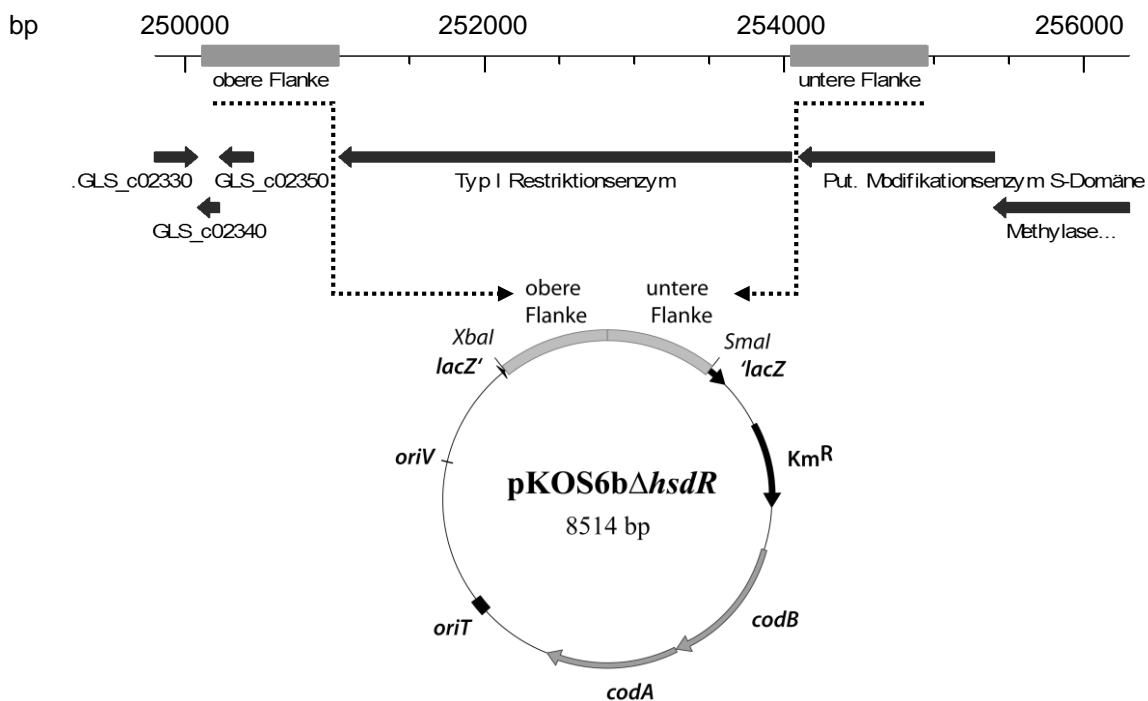 bp 250000 252000 254000 256000
obere Flanke untere Flanke
.GLS_c02330 GLS_c02350 Typ I Restriktionsenzym Put. Modifikationsenzym S-Domäne
GLS_c02340 Methylase...
obere untere
Flanke Flanke
XbaI SmaI
lacZ' 'lacZ
oriV KmR
pKOS6bΔhsdR
8514 bp
oriT codB
codA